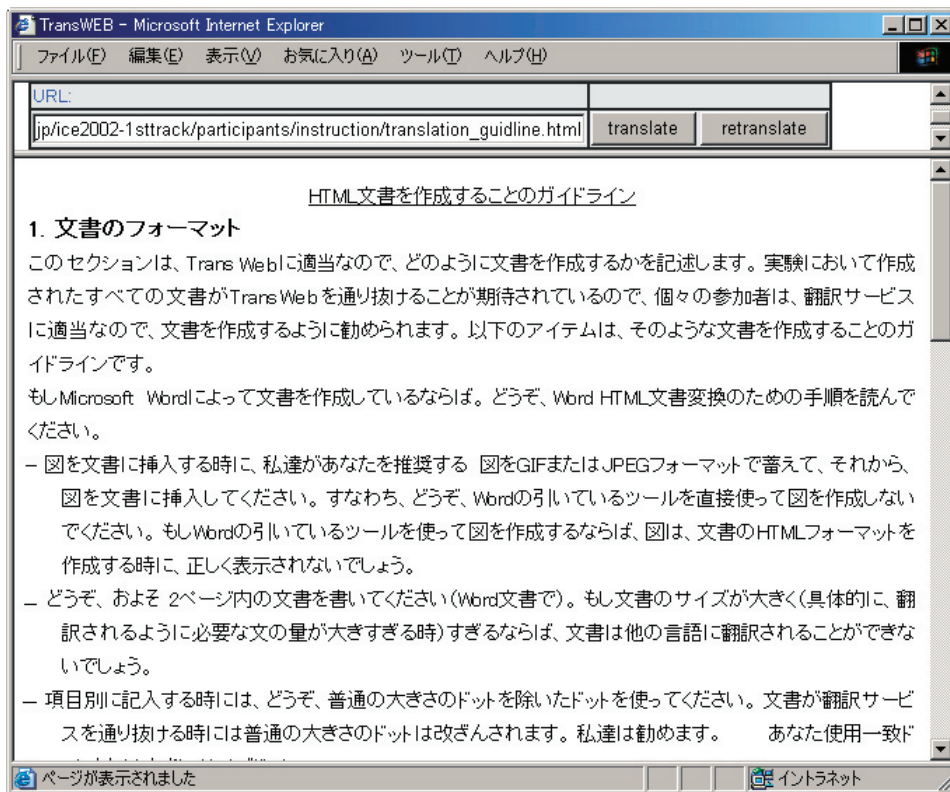 TransWEB - Microsoft Internet Explorer
ファイル(F) 編集(E) 表示(V) お気に入り(A) ツール(T) ヘルプ(H)
URL:
jp/ice2002-1sttrack/participants/instruction/translation_guidline.html translate retranslate
HTML文書を作成することのガイドライン
1. 文書のフォーマット
このセクションは、Trans Webに適当なので、どのように文書を作成するかを記述します。実験において作成
されたすべての文書がTransWebを通り抜けることが期待されているので、個々の参加者は、翻訳サービス
に適当なので、文書を作成するように勧められます。以下のアイテムは、そのような文書を作成することのガ
イドラインです。
もしMicrosoft Wordによって文書を作成しているならば。どうぞ、Word HTML文書変換のための手順を読んで
ください。
- 図を文書に挿入する時に、私達があなたを推奨する 図をGIFまたはJPEGフォーマットで蓄えて、それから、
図を文書に挿入してください。すなわち、どうぞ、Wordの引いているツールを直接使って図を作成しない
でください。もしWordの引いているツールを使って図を作成するならば、図は、文書のHTMLフォーマットを
作成する時に、正しく表示されないでしょう。
- どうぞ、およそ 2ページ内の文書を書いてください(Word文書で)。もし文書のサイズが大きく(具体的に、翻
訳されるように必要な文の量が大きすぎる時)すぎるならば、文書は他の言語に翻訳されることができな
いでしょう。
- 項目別に記入する時には、どうぞ、普通の大きさのドットを除いたドットを使ってください。文書が翻訳サービ
スを通り抜ける時には普通の大きさのドットは改ざんされます。私達は勧めます。 あなた使用一致ド
ページが表示されました イントラネット